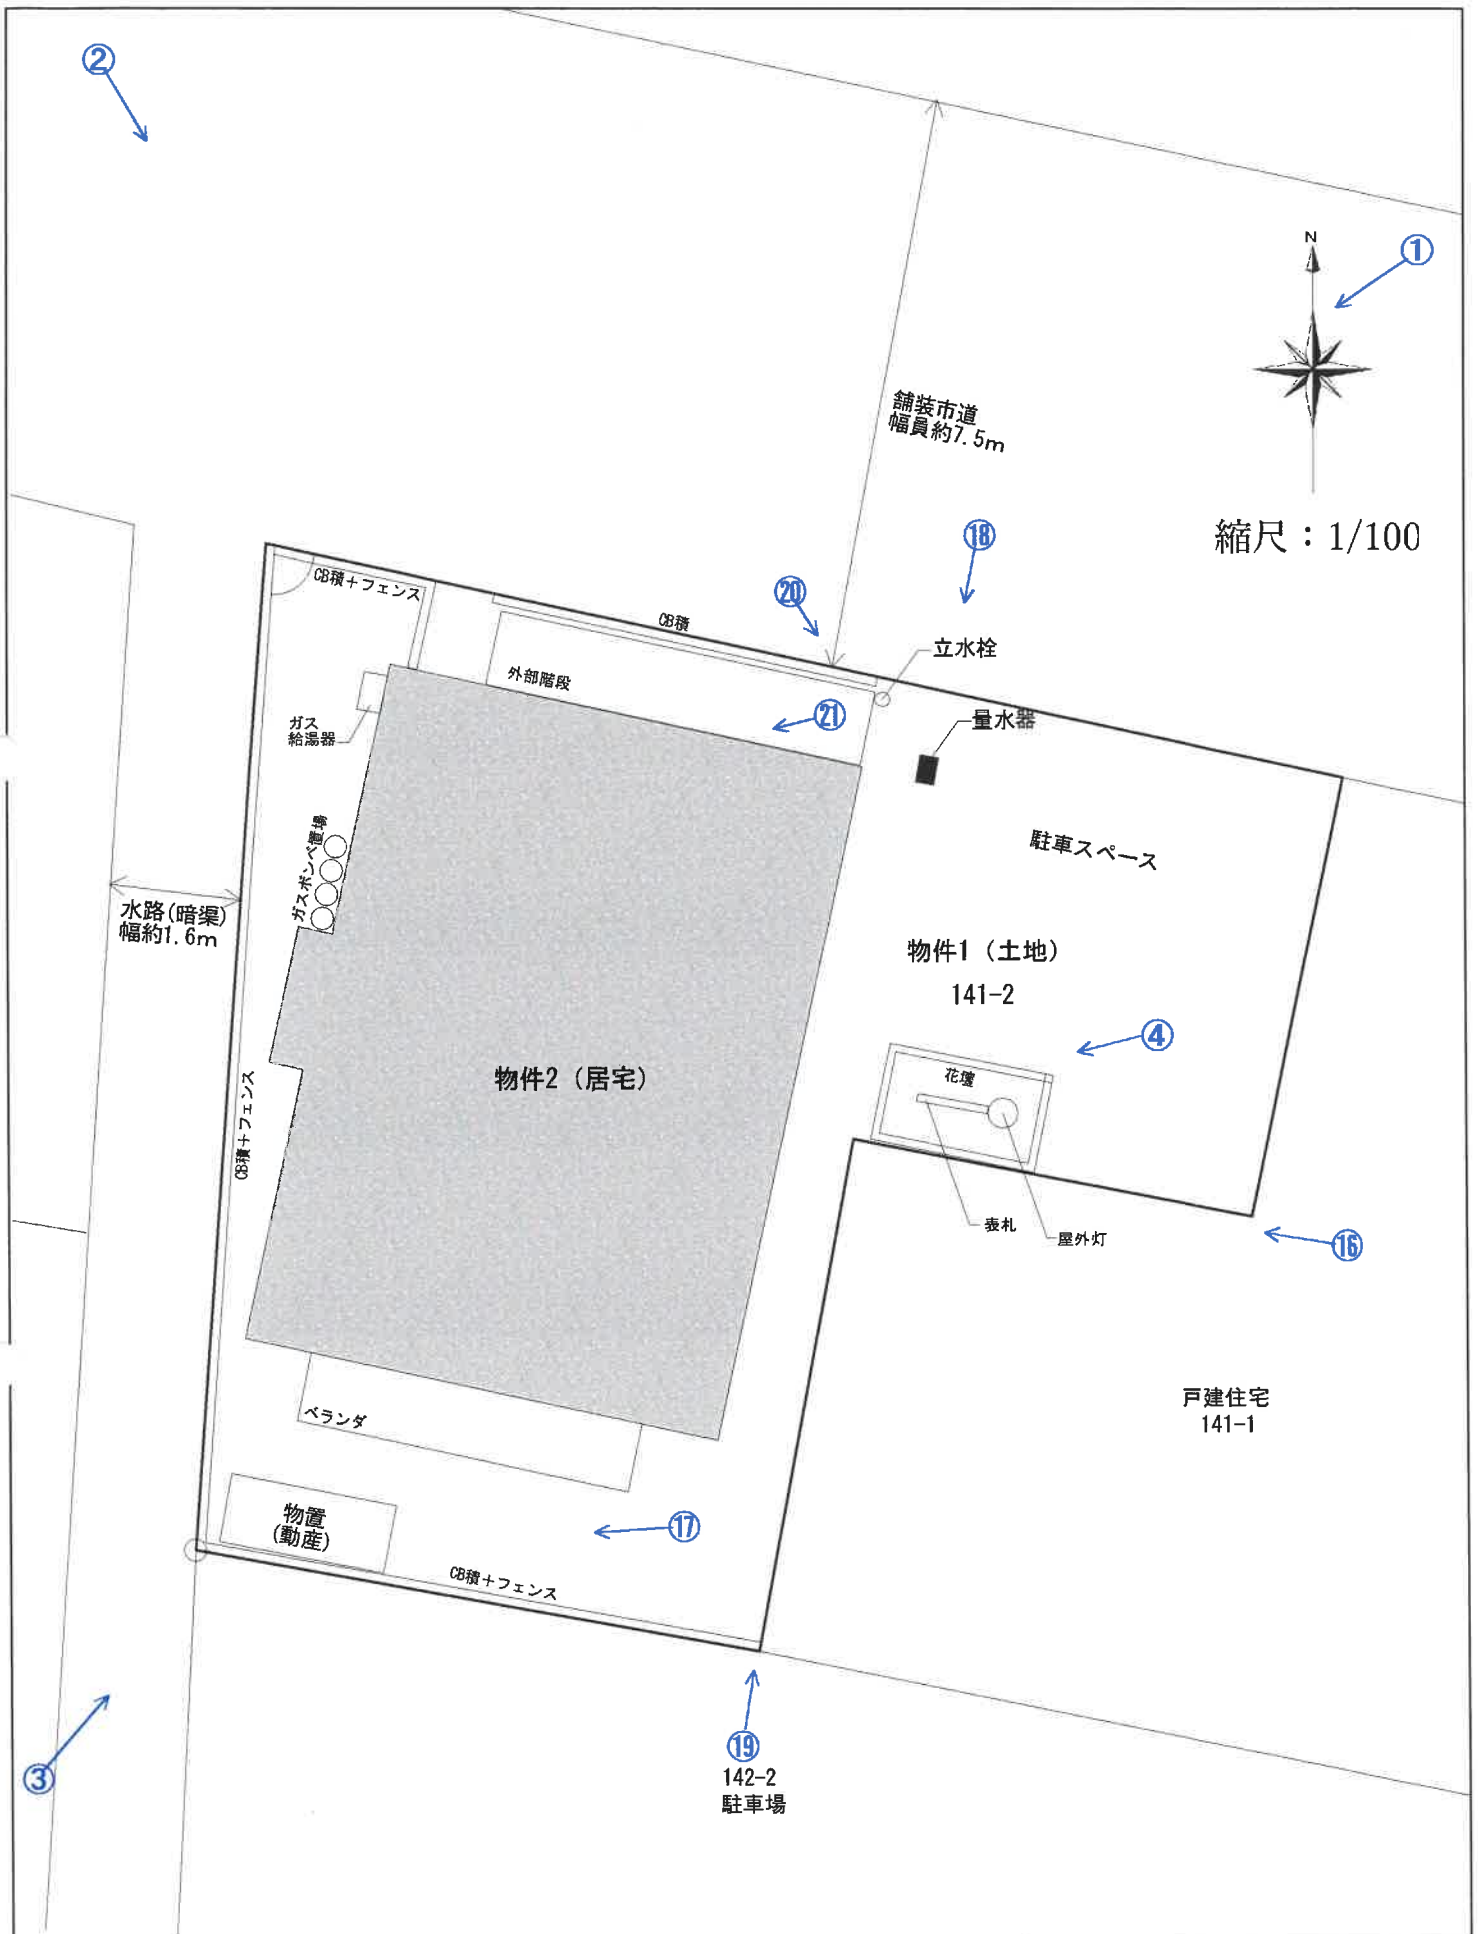 ②
N
①
舗装市道
幅員約7.5m
⑱
縮尺：1/100
CB積＋フェンス
⑳
CB積
立水栓
外部階段
㉑
ガス
給湯器
量水器
ガスボンベ置場
駐車スペース
水路(暗渠)
幅約1.6m
物件1（土地）
141-2
④
物件2（居宅）
花壇
CB積＋フェンス
表札
屋外灯
⑯
戸建住宅
141-1
ベランダ
物置
(動産)
⑰
CB積＋フェンス
③
⑲
142-2
駐車場